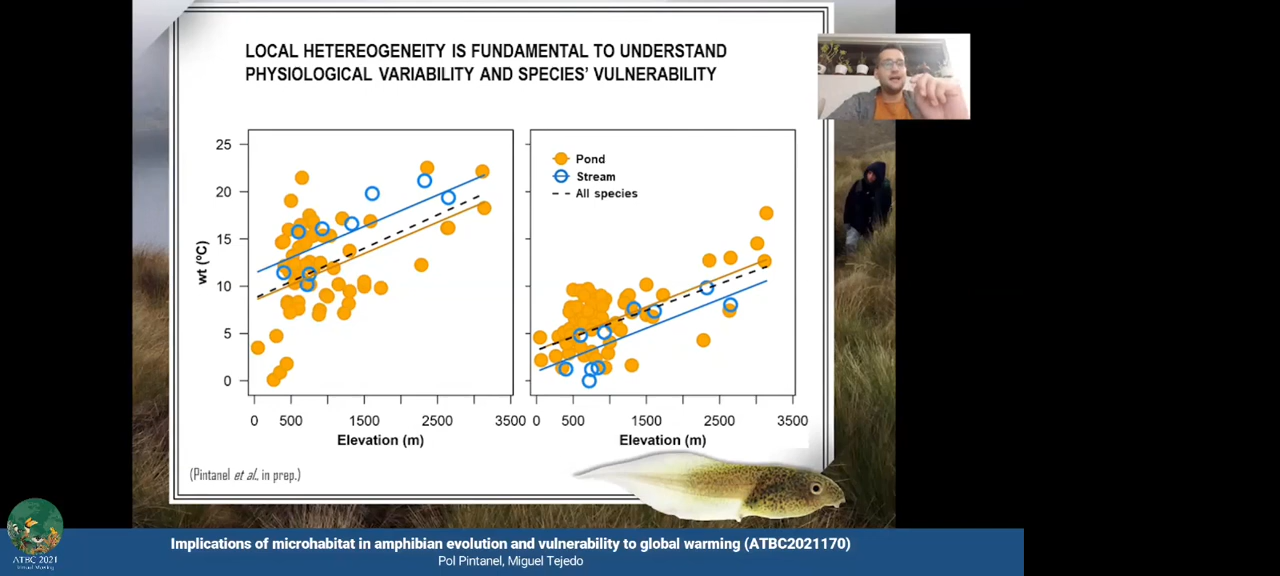 LOCAL HETEREOGENEITY IS FUNDAMENTAL TO UNDERSTAND
PHYSIOLOGICAL VARIABILITY AND SPECIES' VULNERABILITY
25
20
15
10
5
0
wt (ºC)
0 500 1500 2500 3500
Elevation (m)
Pond
Stream
All species
0 500 1500 2500 3500
Elevation (m)
(Pintanel et al., in prep.)
ATBC 2021
Implications of microhabitat in amphibian evolution and vulnerability to global warming (ATBC2021170)
Pol Pintanel, Miguel Tejedo